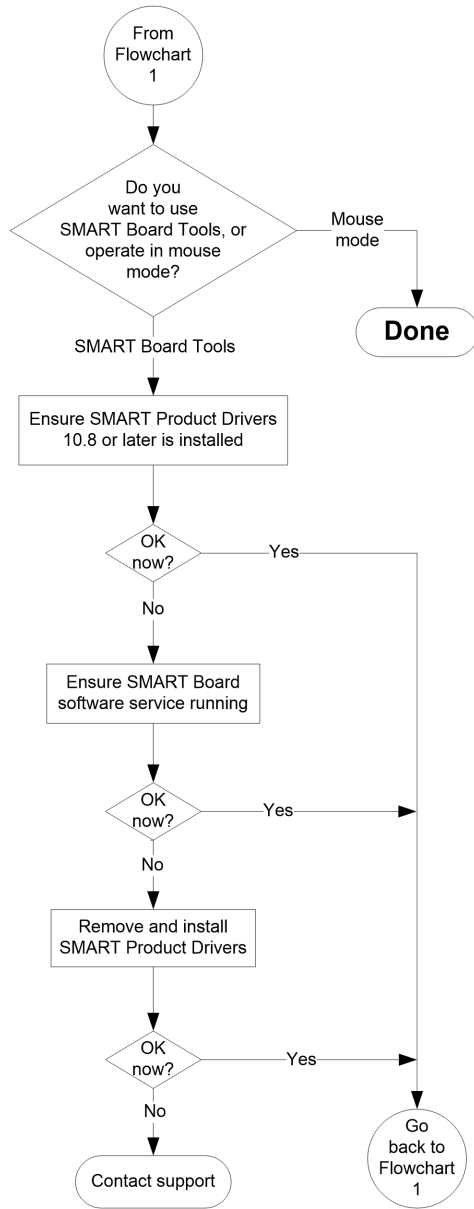 From
Flowchart
1
Do you
want to use
SMART Board Tools, or
operate in mouse
mode?
Mouse
mode
Done
SMART Board Tools
Ensure SMART Product Drivers
10.8 or later is installed
OK
now?
Yes
No
Ensure SMART Board
software service running
OK
now?
Yes
No
Remove and install
SMART Product Drivers
OK
now?
Yes
No
Contact support
Go
back to
Flowchart
1